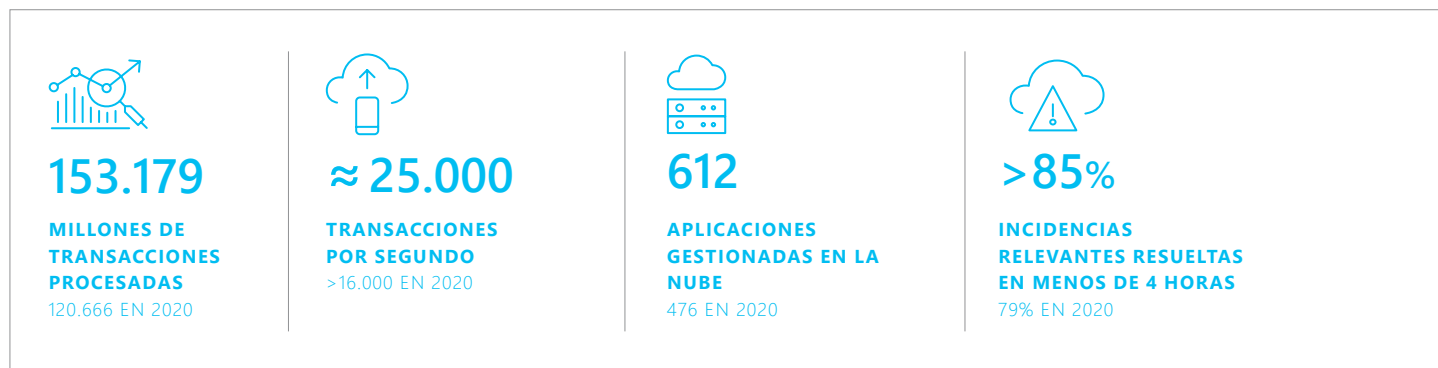 153.179
MILLONES DE
TRANSACCIONES
PROCESADAS
120.666 EN 2020
≈ 25.000
TRANSACCIONES
POR SEGUNDO
>16.000 EN 2020
612
APLICACIONES
GESTIONADAS EN LA
NUBE
476 EN 2020
>85%
INCIDENCIAS
RELEVANTES RESUELTAS
EN MENOS DE 4 HORAS
79% EN 2020